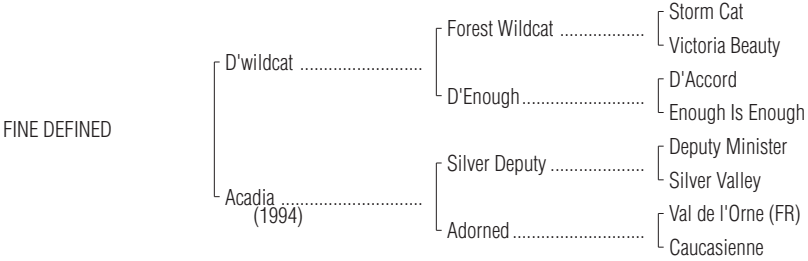 Storm Cat
Forest Wildcat ..................
Victoria Beauty
D'wildcat ..........................
D'Accord
D'Enough..........................
Enough Is Enough
FINE DEFINED
Deputy Minister
Silver Deputy ....................
Silver Valley
Acadia ..............................
(1994)
Val de l'Orne (FR)
Adorned............................
Caucasienne